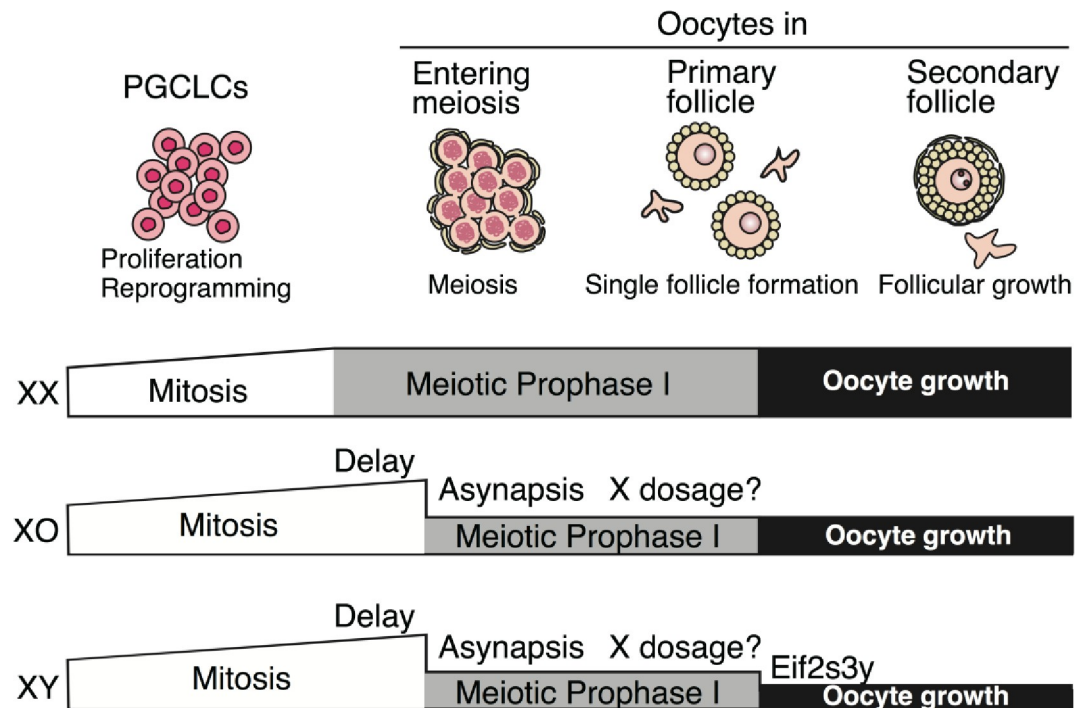 Oocytes in
PGCLCs
Entering
meiosis
Primary
follicle
Secondary
follicle
Proliferation
Reprogramming
Meiosis
Single follicle formation
Follicular growth
XX
Mitosis
Meiotic Prophase I
Oocyte growth
Delay
Asynapsis X dosage?
XO
Mitosis
Meiotic Prophase I
Oocyte growth
Delay
Asynapsis X dosage?
Eif2s3y
XY
Mitosis
Meiotic Prophase I
Oocyte growth